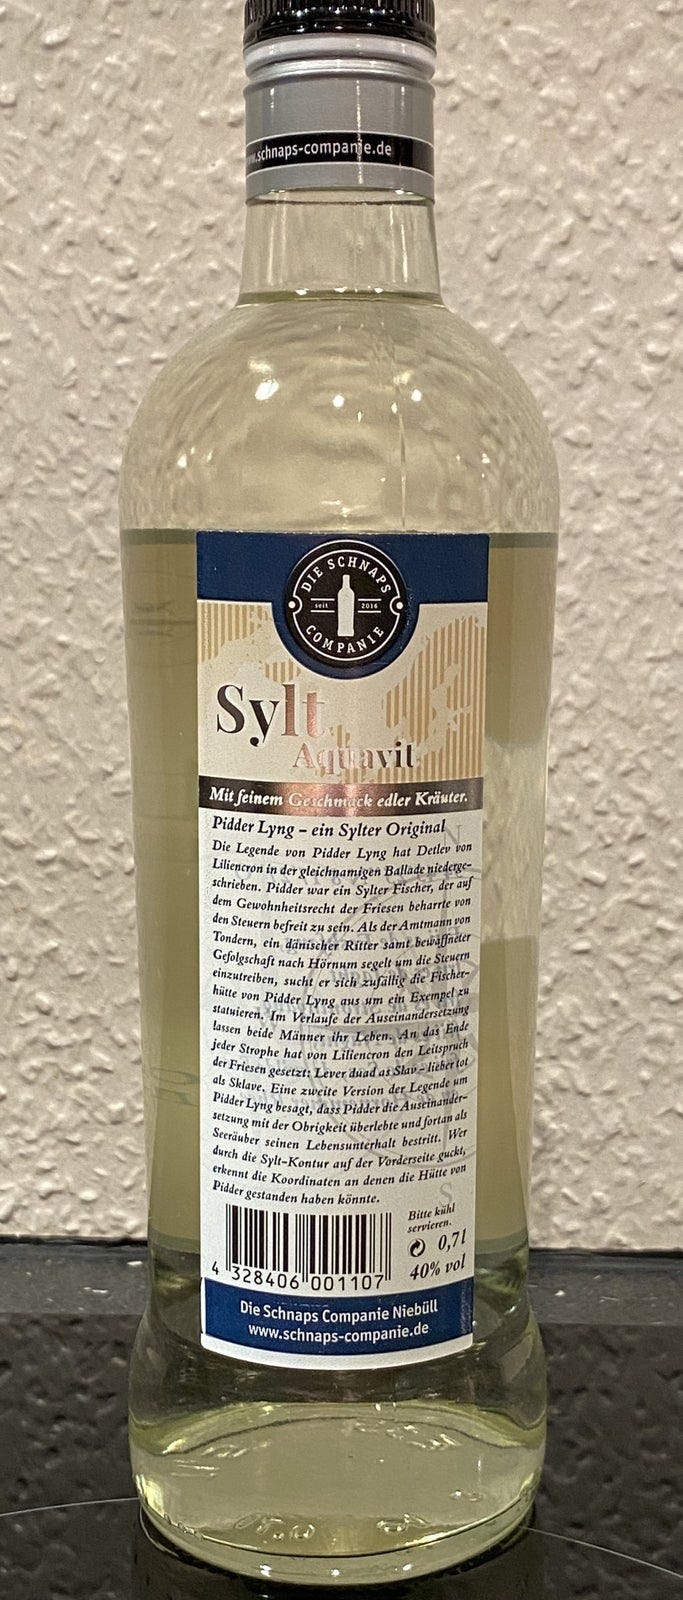 www.schnaps-companie.de
DIE SCHNAPS
seit 2016
COMPANIE
Sylt
Aquavit
Mit feinem Geschmack edler Kräuter.
Pidder Lyng – ein Sylter Original
Die Legende von Pidder Lyng hat Detlev von
Liliencron in der gleichnamigen Ballade niederge-
schrieben. Pidder war ein Sylter Fischer, der auf
dem Gewohnheitsrecht der Friesen beharrte von
den Steuern befreit zu sein. Als der Amtmann von
Tondern, ein dänischer Ritter samt bewaffneter
Gefolgschaft nach Hörnum segelt um die Steuern
einzutreiben, sucht er sich zufällig die Fischer-
hütte von Pidder Lyng aus um ein Exempel zu
statuieren. Im Verlaufe der Auseinandersetzung
lassen beide Männer ihr Leben. An das Ende
jeder Strophe hat von Liliencron den Leitspruch
der Friesen gesetzt: Lever duad as Slav – lieber tot
als Sklave. Eine zweite Version der Legende um
Pidder Lyng besagt, dass Pidder die Auseinander-
setzung mit der Obrigkeit überlebte und fortan als
Seeräuber seinen Lebensunterhalt bestritt. Wer
durch die Sylt-Kontur auf der Vorderseite guckt,
erkennt die Koordinaten an denen die Hütte von
Pidder gestanden haben könnte.
Bitte kühl
servieren.
0,7 l
40% vol
4 328406 001107
Die Schnaps Companie Niebüll
www.schnaps-companie.de